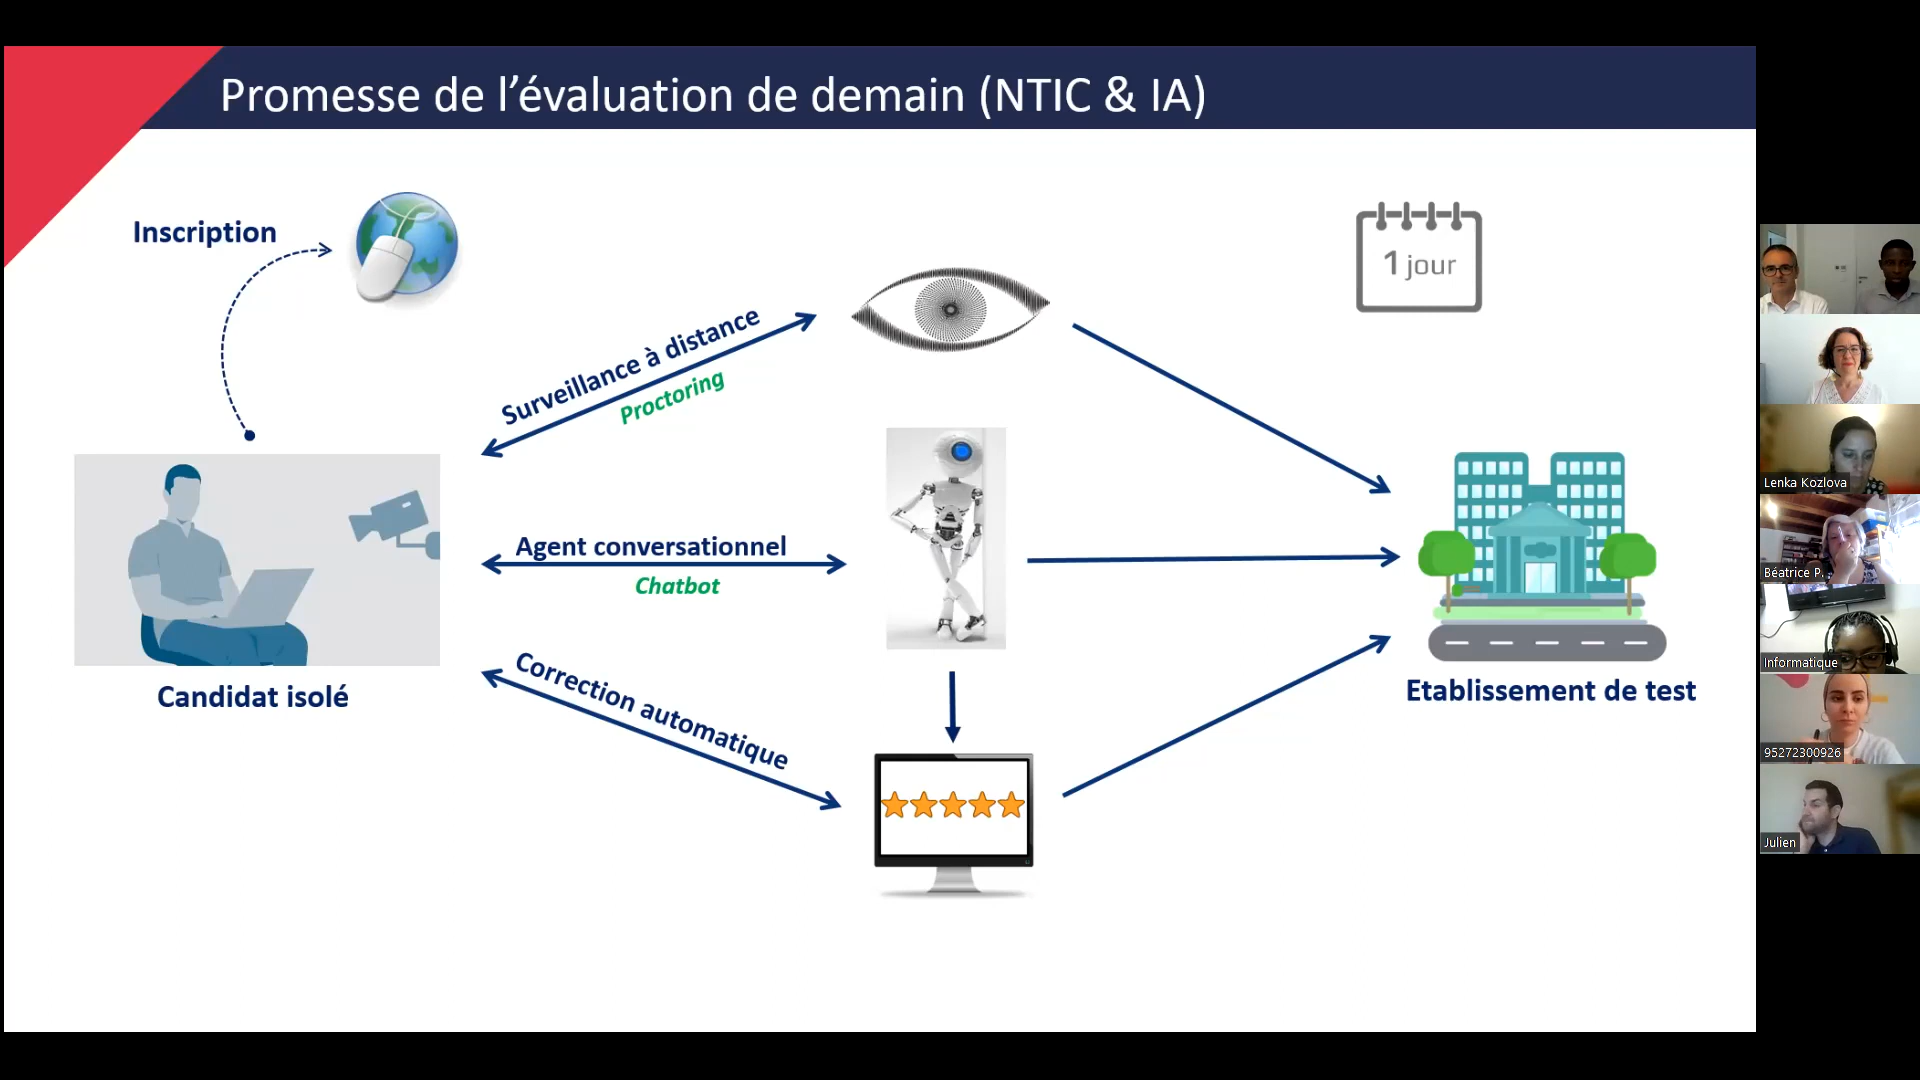 Promesse de l’évaluation de demain (NTIC & IA)
Inscription
1 jour
Surveillance à distance
Proctoring
Agent conversationnel
Chatbot
Correction automatique
Candidat isolé
Etablissement de test
Lenka Kozlova
Béatrice P.
Informatique
95272300926
Julien